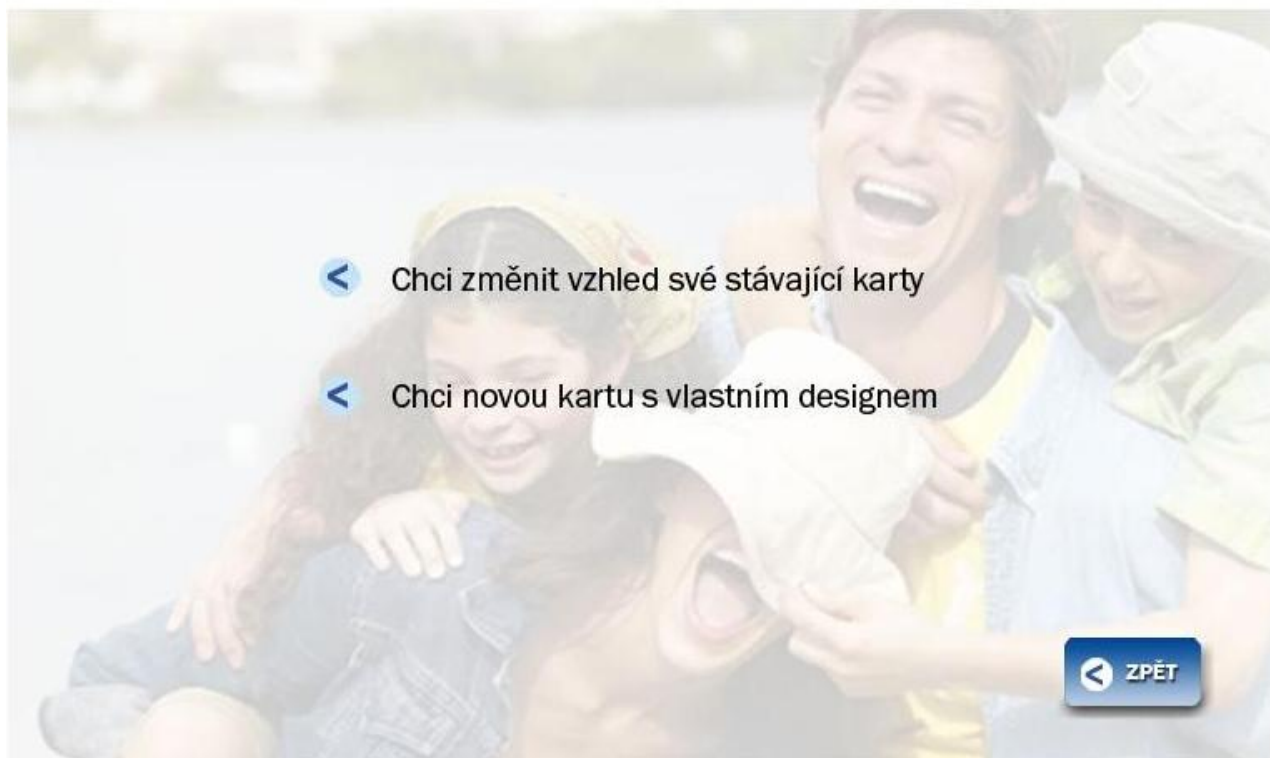 Chci změnit vzhled své stávající karty
Chci novou kartu s vlastním designem
ZPĚT